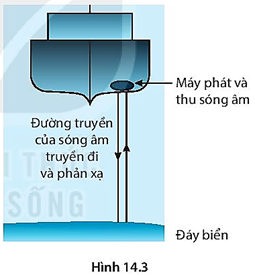 Máy phát và
thu sóng âm
Đường truyền
của sóng âm
truyền đi
và phản xạ
SỐNG
Đáy biển
Hình 14.3